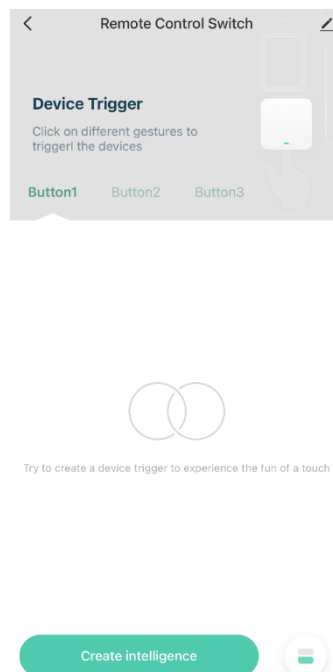 Remote Control Switch
Device Trigger
Click on different gestures to
triggerl the devices
Button1 Button2 Button3
Try to create a device trigger to experience the fun of a touch
Create intelligence